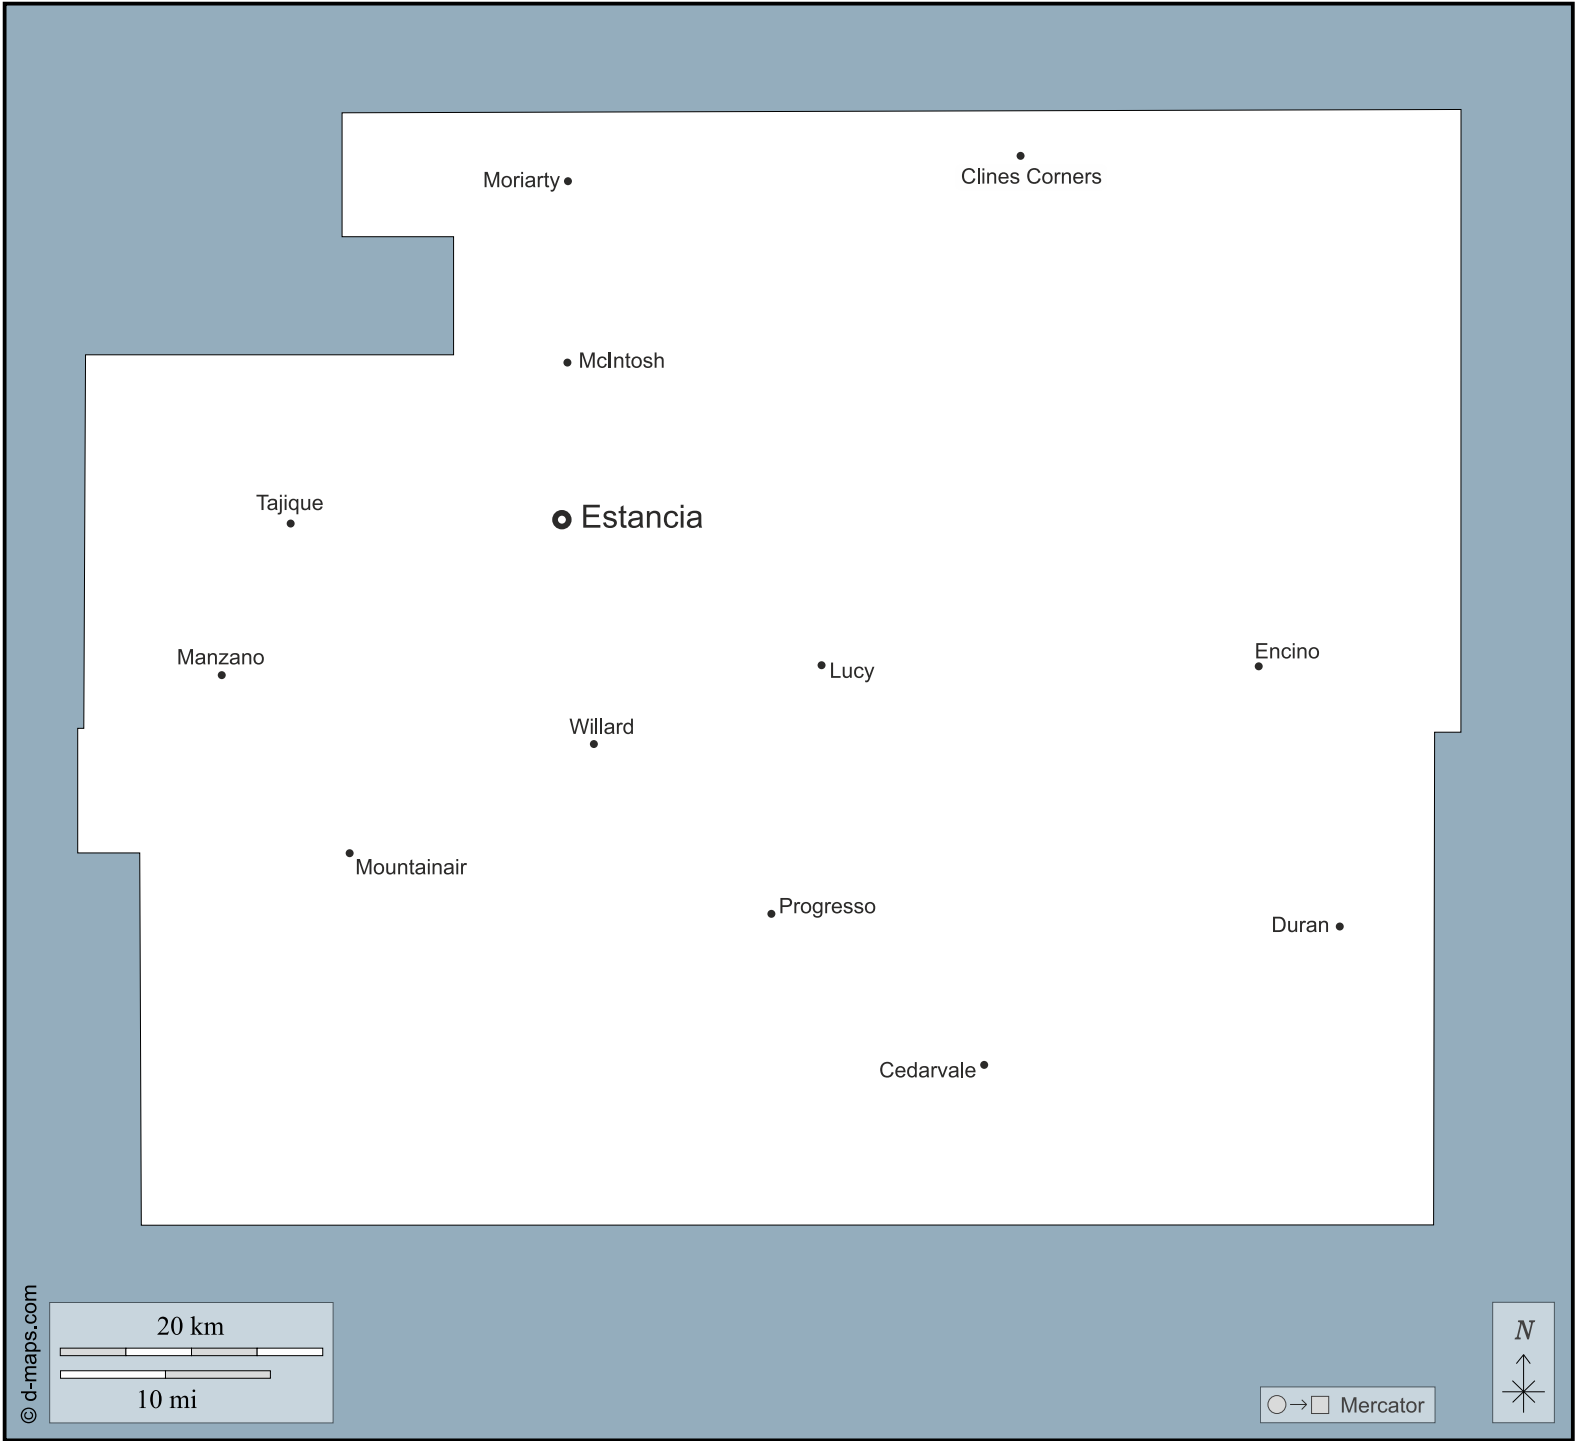 Moriarty
Clines Corners
McIntosh
Tajique
Estancia
Manzano
Lucy
Encino
Willard
Mountainair
Progresso
Duran
Cedarvale
© d-maps.com
20 km
10 mi
N
Mercator